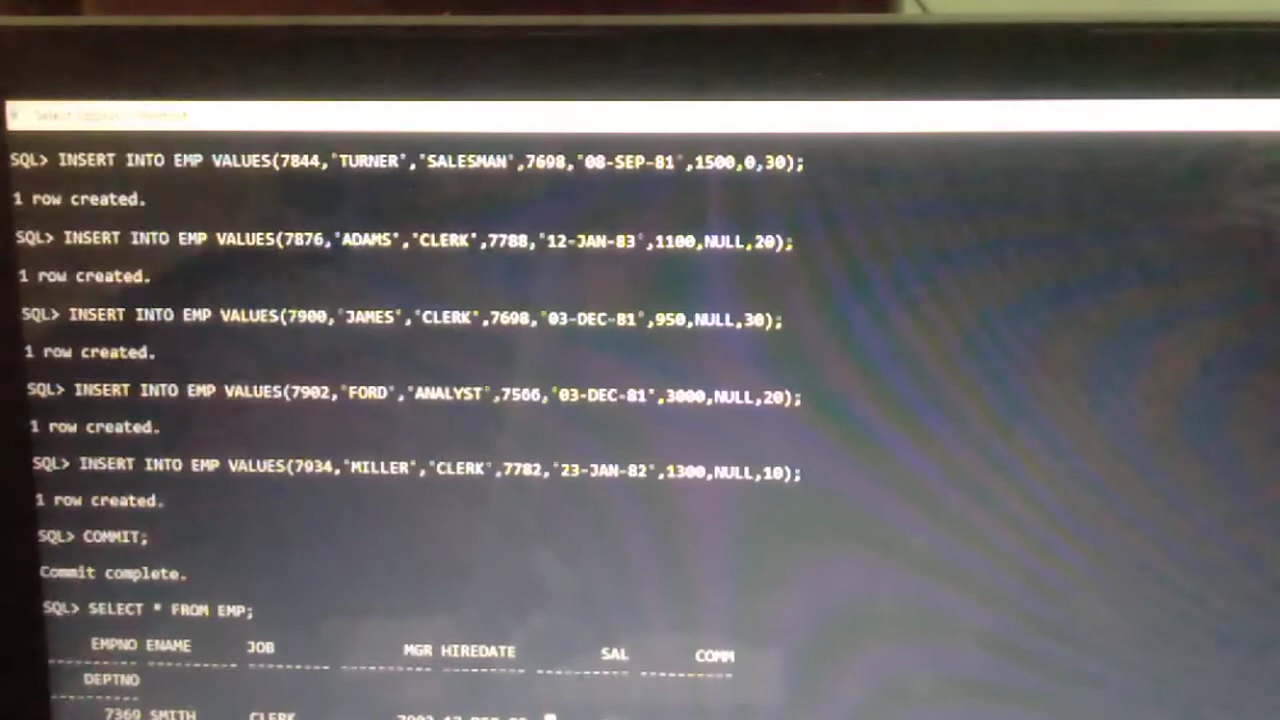 Select
SQL> INSERT INTO EMP VALUES(7844,'TURNER','SALESMAN',7698,'08-SEP-81',1500,0,30);
1 row created.
SQL> INSERT INTO EMP VALUES(7876,'ADAMS','CLERK',7788,'12-JAN-83',1100,NULL,20);
1 row created.
SQL> INSERT INTO EMP VALUES(7900,'JAMES','CLERK',7698,'03-DEC-81',950,NULL,30);
1 row created.
SQL> INSERT INTO EMP VALUES(7902,'FORD','ANALYST',7566,'03-DEC-81',3000,NULL,20);
1 row created.
SQL> INSERT INTO EMP VALUES(7934,'MILLER','CLERK',7782,'23-JAN-82',1300,NULL,10);
1 row created.
SQL> COMMIT;
Commit complete.
SQL> SELECT * FROM EMP;
EMPNO ENAME JOB MGR HIREDATE SAL COMM
DEPTNO
7369 SMITH CLERK